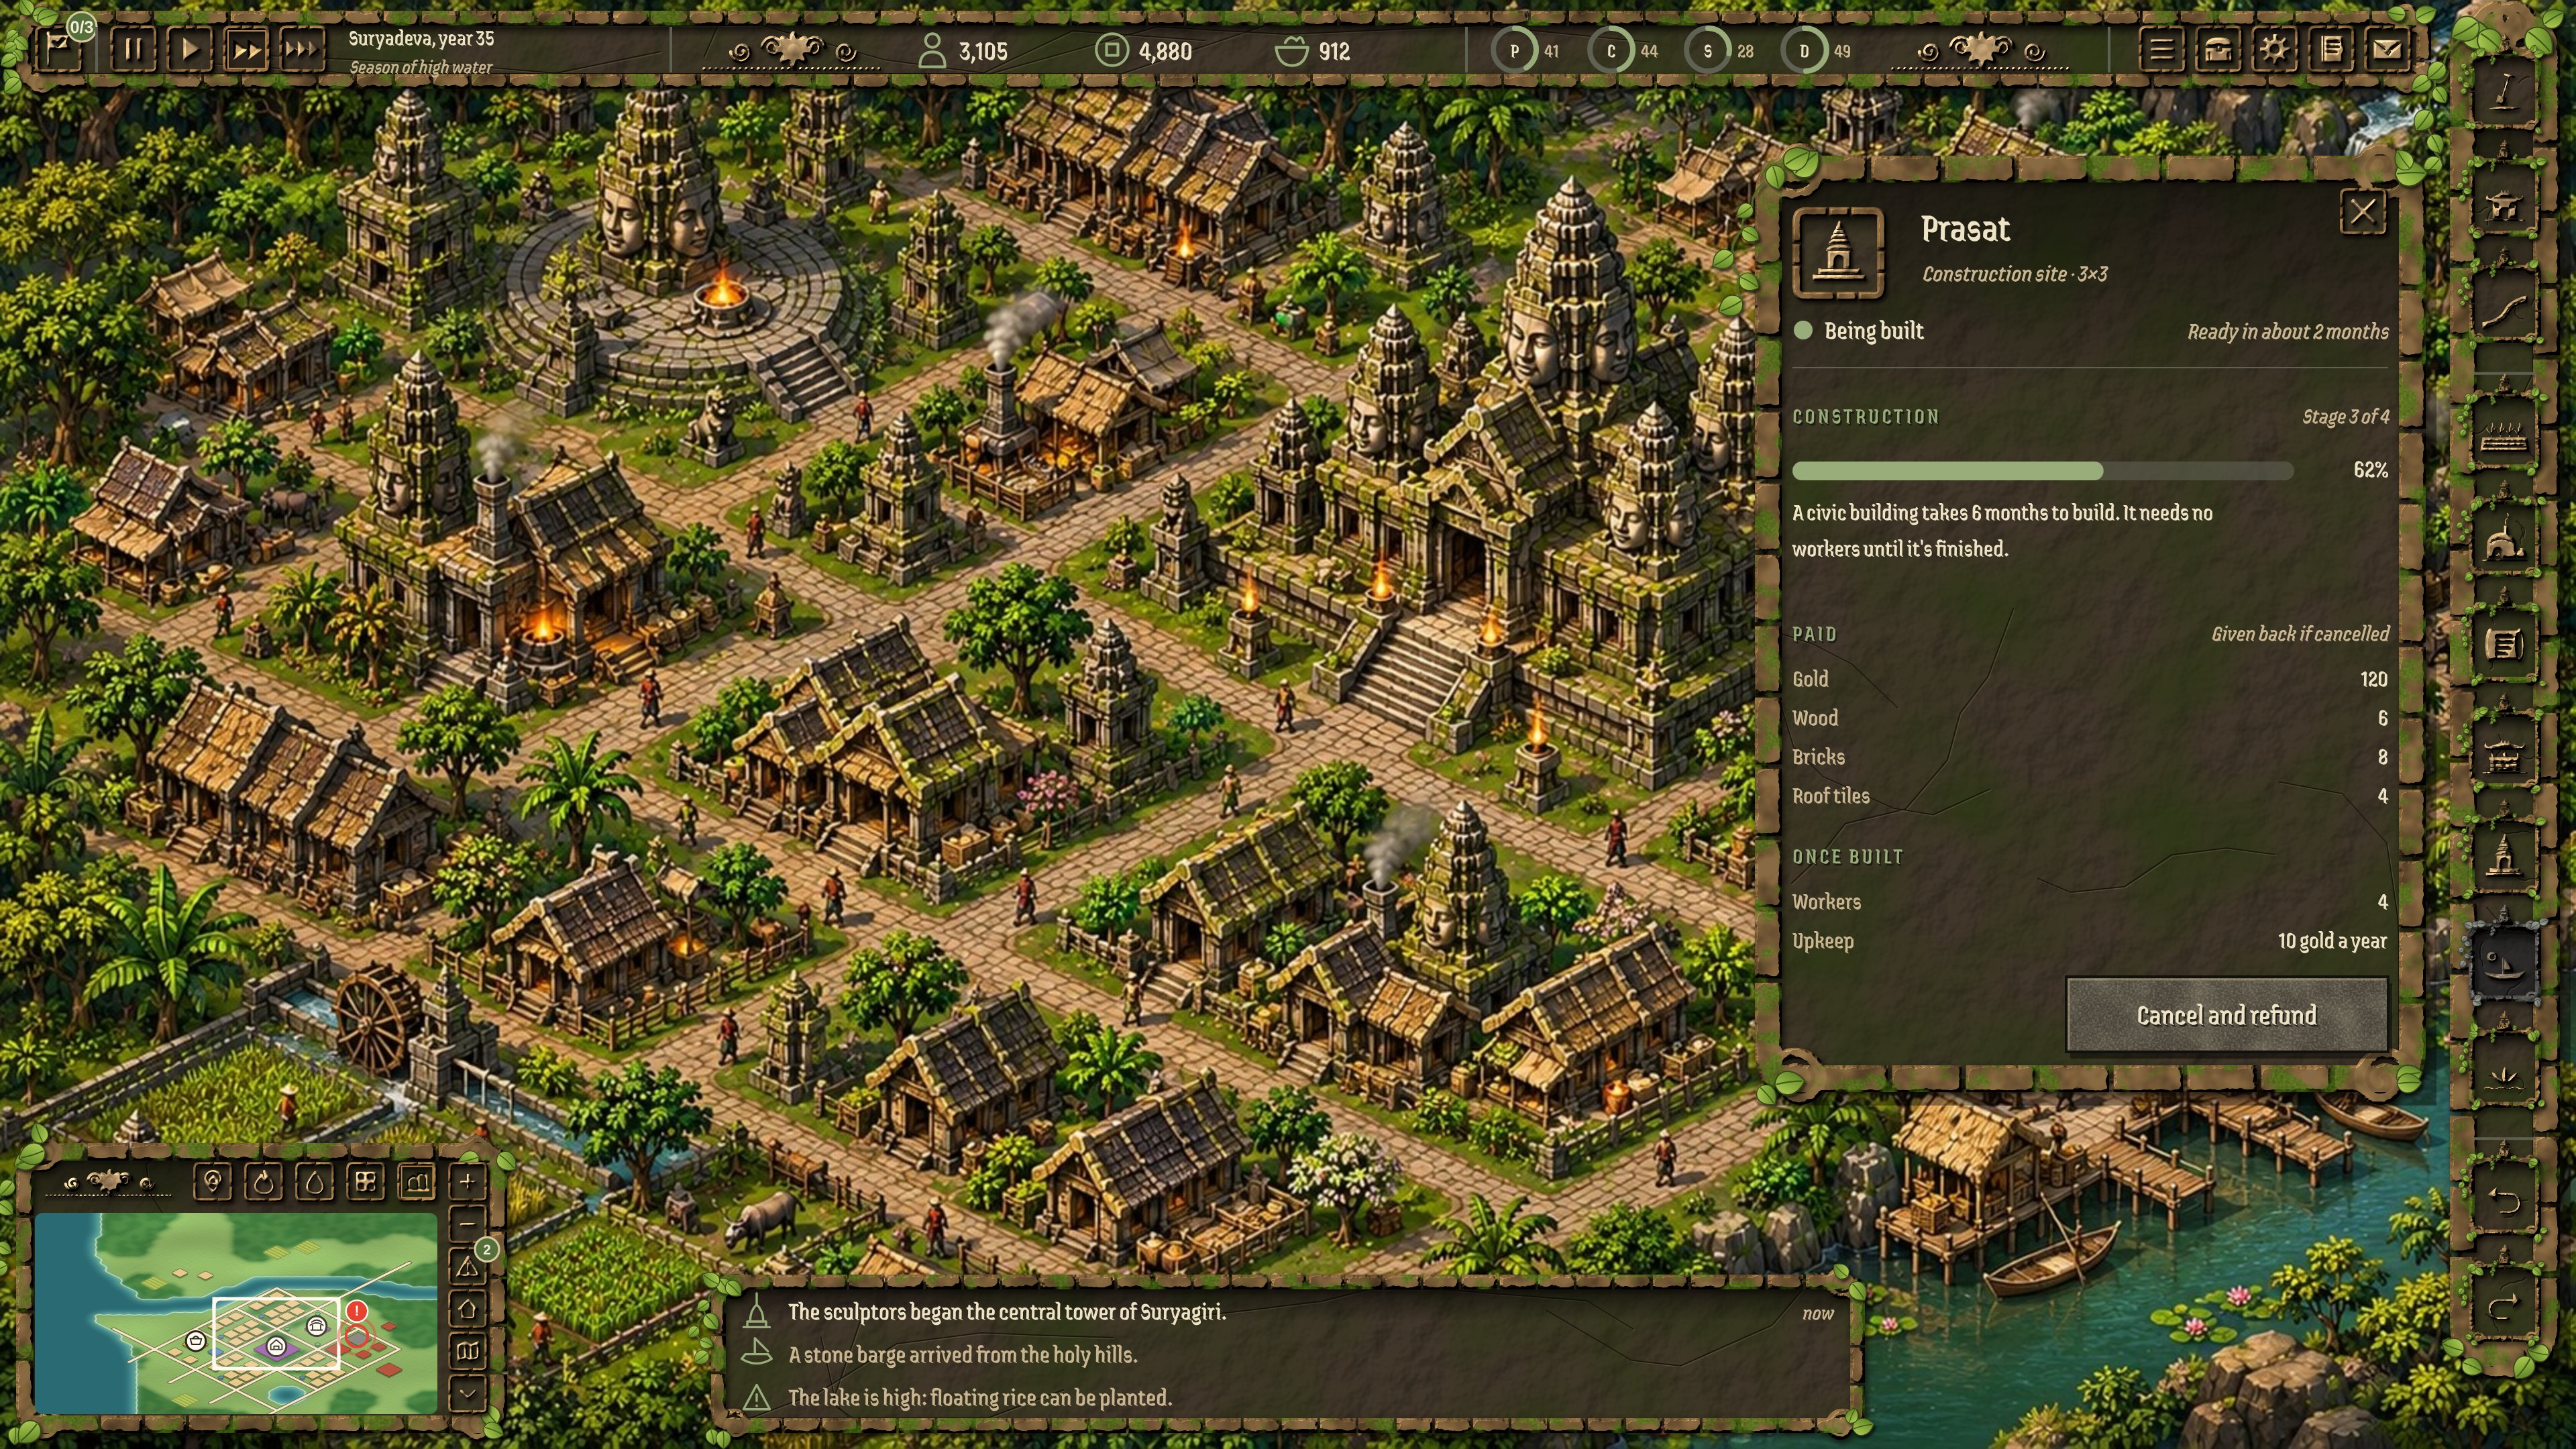 0/3
Suryadeva, year 35
Season of high water
3,105
4,880
912
P 41
C 44
S 28
D 49
Prasat
Construction site · 3×3
Being built
Ready in about 2 months
CONSTRUCTION
Stage 3 of 4
62%
A civic building takes 6 months to build. It needs no
workers until it's finished.
PAID
Given back if cancelled
Gold 120
Wood 6
Bricks 8
Roof tiles 4
ONCE BUILT
Workers 4
Upkeep 10 gold a year
Cancel and refund
2
!
The sculptors began the central tower of Suryagiri.
now
A stone barge arrived from the holy hills.
The lake is high: floating rice can be planted.